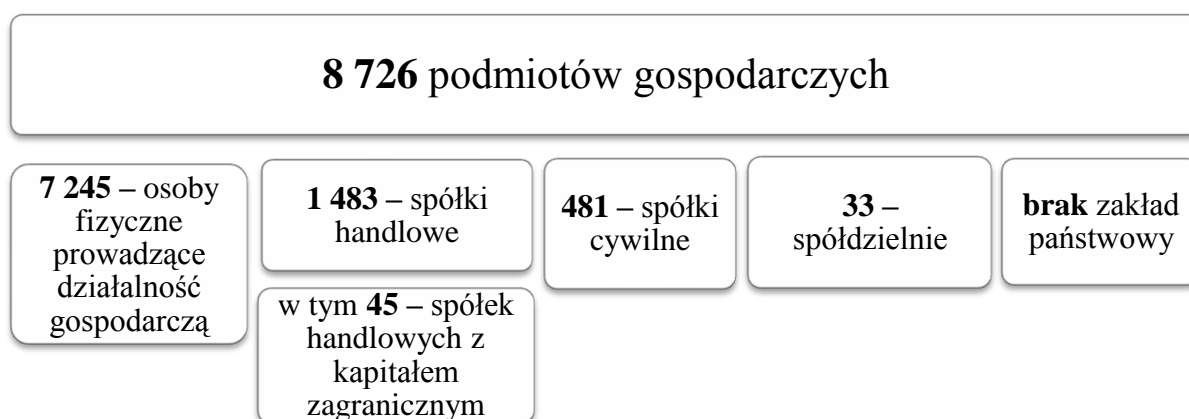 8 726 podmiotów gospodarczych
7 245 – osoby
fizyczne
prowadzące
działalność
gospodarczą
1 483 – spółki
handlowe
w tym 45 – spółek
handlowych z
kapitałem
zagranicznym
481 – spółki
cywilne
33 –
spółdzielnie
brak zakład
państwowy